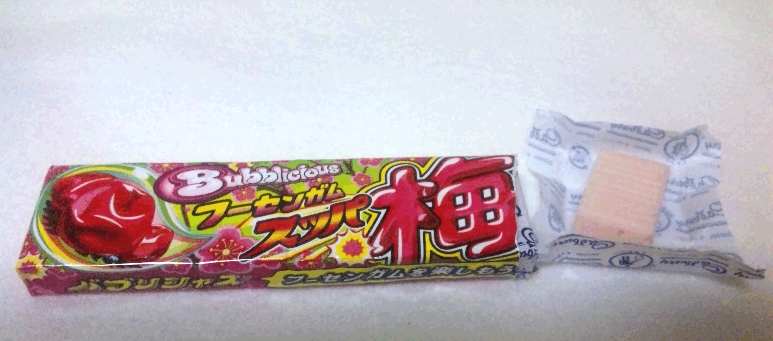 Bubblicious
フーセンガム
スッパ
梅
バブリシャス
フーセンガムを楽しもう
Cadbury